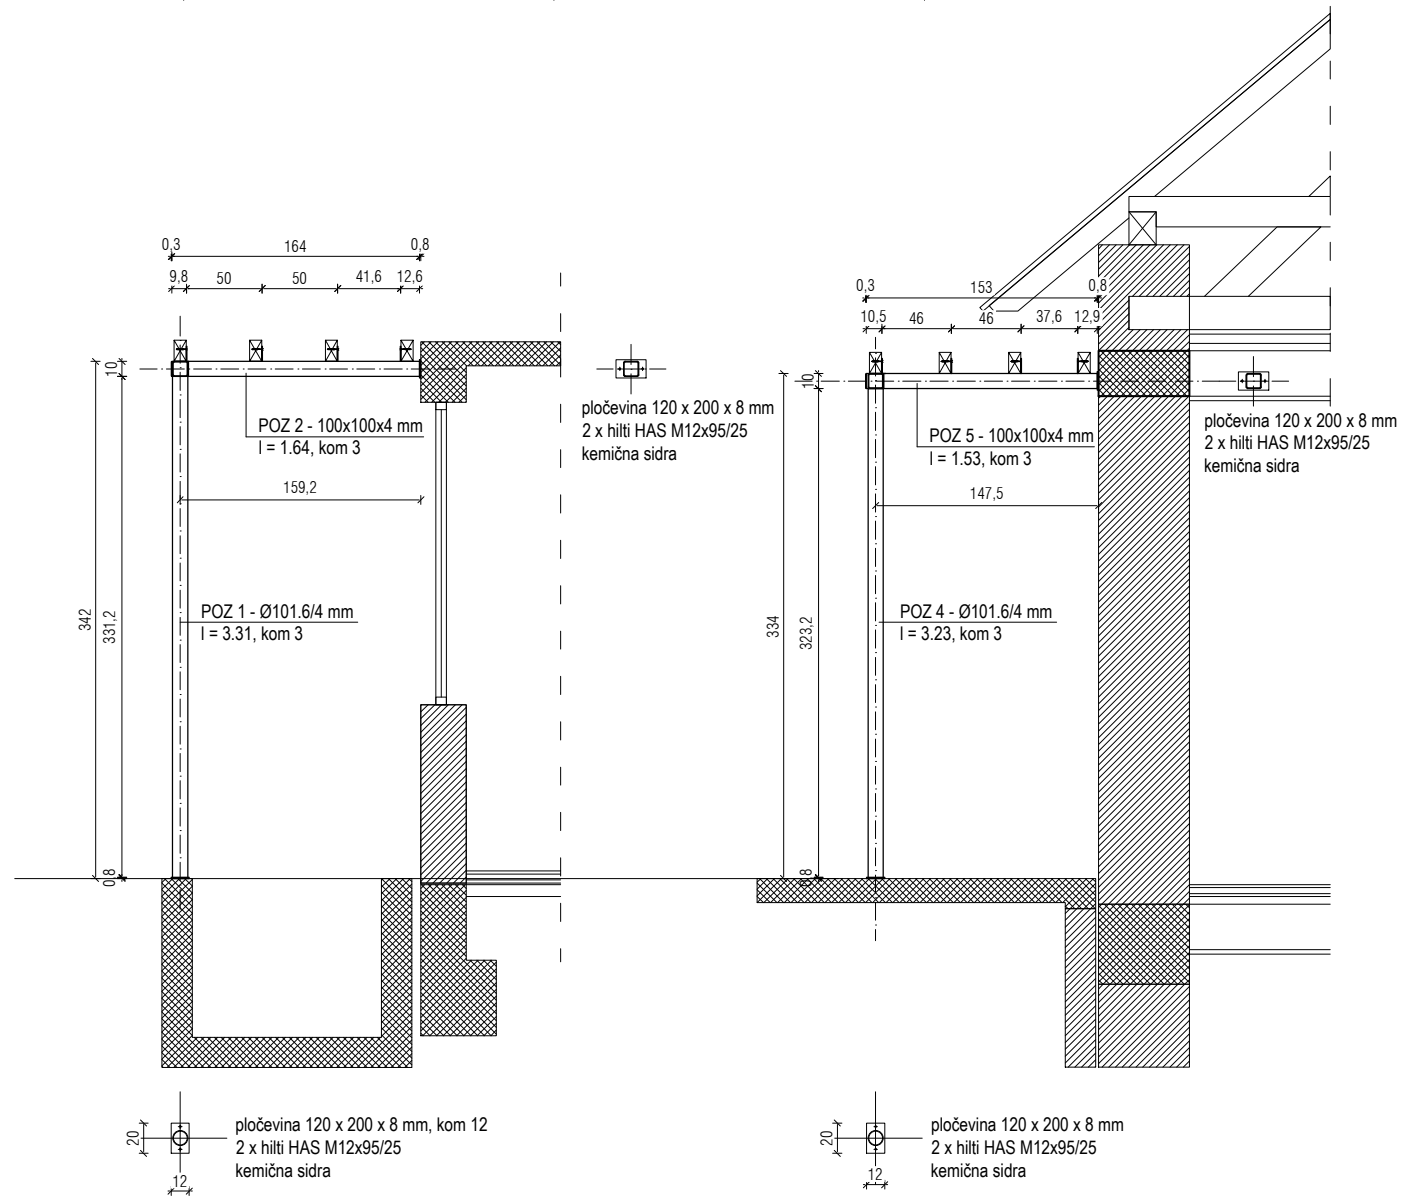 0,3 164 0,8
9,8 50 50 41,6 12,6
10
POZ 2 - 100x100x4 mm
l = 1.64, kom 3
159,2
342
331,2
POZ 1 - Ø101.6/4 mm
l = 3.31, kom 3
0,8
pločevina 120 x 200 x 8 mm
2 x hilti HAS M12x95/25
kemična sidra
20
12
pločevina 120 x 200 x 8 mm, kom 12
2 x hilti HAS M12x95/25
kemična sidra
0,3 153 0,8
10,5 46 46 37,6 12,9
10
POZ 5 - 100x100x4 mm
l = 1.53, kom 3
147,5
334
323,2
POZ 4 - Ø101.6/4 mm
l = 3.23, kom 3
0,8
pločevina 120 x 200 x 8 mm
2 x hilti HAS M12x95/25
kemična sidra
20
12
pločevina 120 x 200 x 8 mm
2 x hilti HAS M12x95/25
kemična sidra